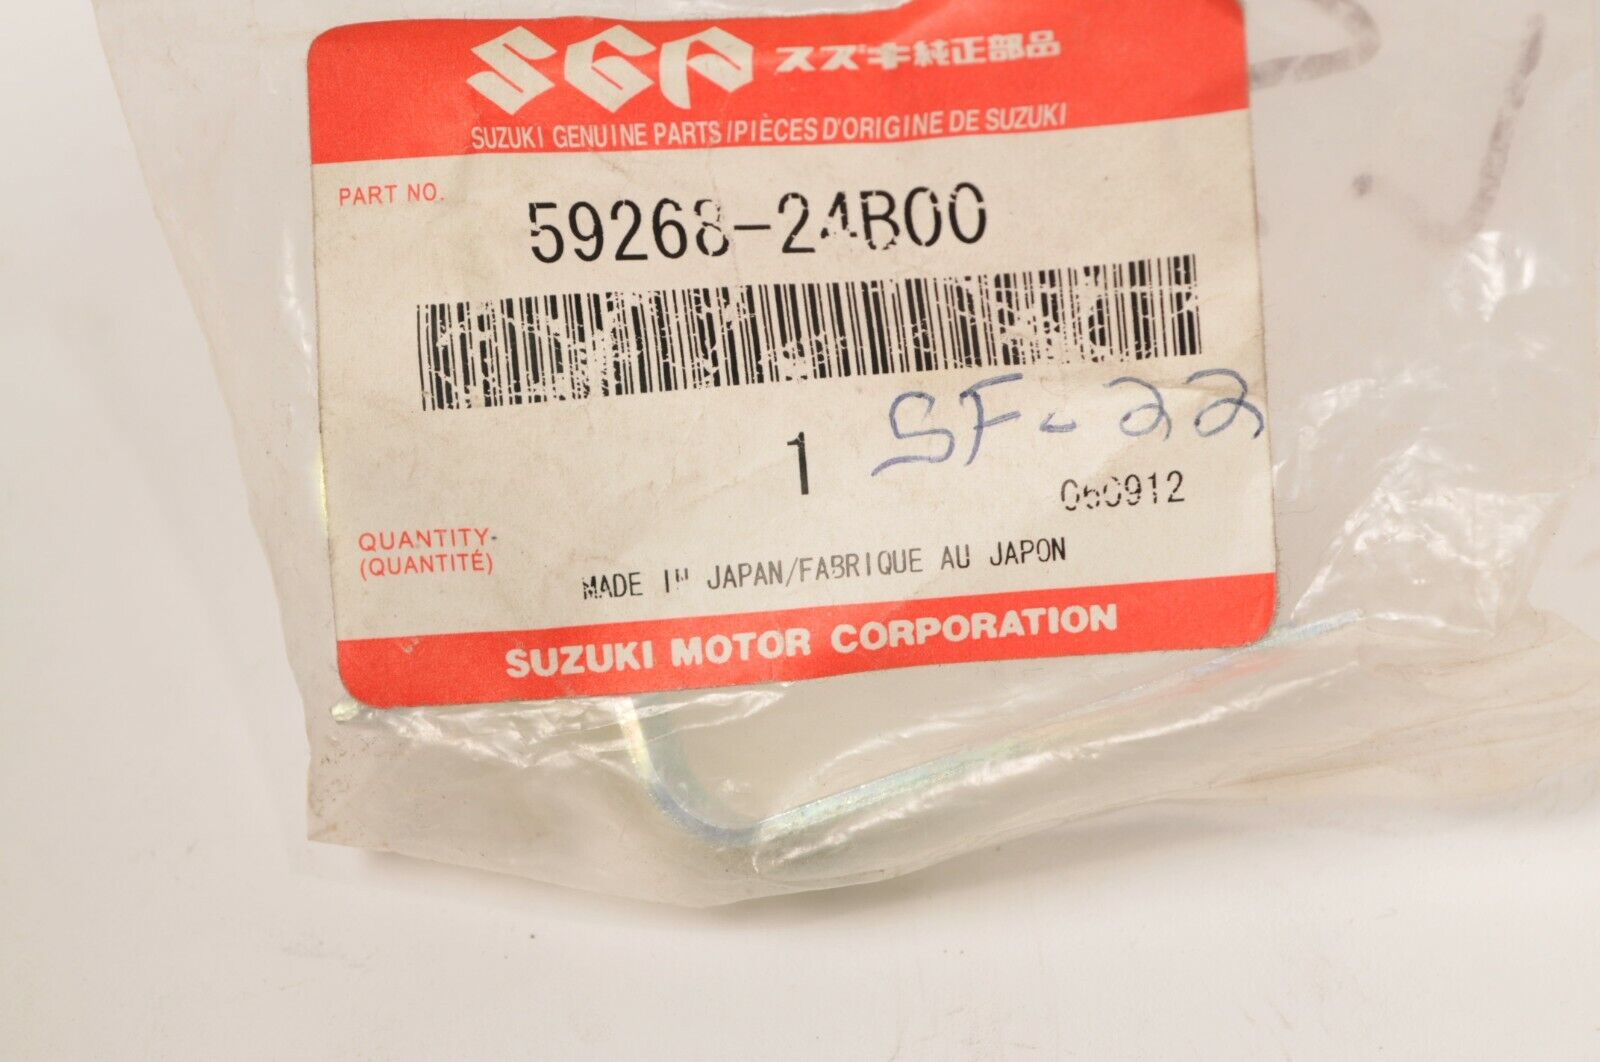 SGP スズキ純正部品
SUZUKI GENUINE PARTS/PIÈCES D'ORIGINE DE SUZUKI
PART NO.
59268-24B00
1
SF-22
060912
QUANTITY
(QUANTITÉ)
MADE IN JAPAN/FABRIQUE AU JAPON
SUZUKI MOTOR CORPORATION